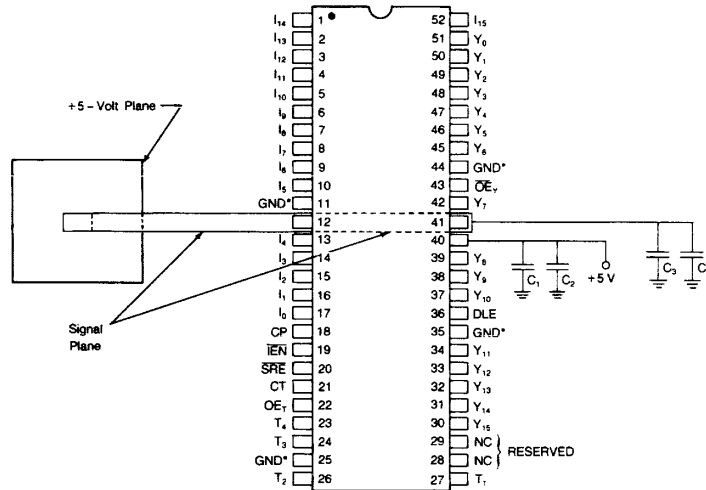 I₁₄ 1 52 I₁₅
I₁₃ 2 51 Y₀
I₁₂ 3 50 Y₁
I₁₁ 4 49 Y₂
I₁₀ 5 48 Y₃
+5-Volt Plane
I₉ 6 47 Y₄
I₈ 7 46 Y₅
I₇ 8 45 Y₆
I₆ 9 44 GND*
I₅ 10 43 O̅E̅ᵧ
GND* 11 42 Y₇
12 41
I₄ 13 40
I₃ 14 39 Y₈
I₂ 15 38 Y₉
C₁ C₂ +5 V C₃ C
I₁ 16 37 Y₁₀
I₀ 17 36 DLE
Signal
Plane
CP 18 35 GND*
I̅E̅N̅ 19 34 Y₁₁
S̅R̅E̅ 20 33 Y₁₂
CT 21 32 Y₁₃
OE_T 22 31 Y₁₄
T₄ 23 30 Y₁₅
T₃ 24 29 NC
RESERVED
GND* 25 28 NC
T₂ 26 27 T₁